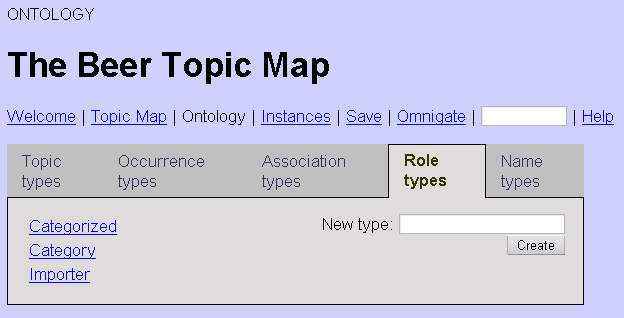 ONTOLOGY
The Beer Topic Map
Welcome | Topic Map | Ontology | Instances | Save | Omnigate | | Help
Topic types
Occurrence types
Association types
Role types
Name types
Categorized
Category
Importer
New type:
Create